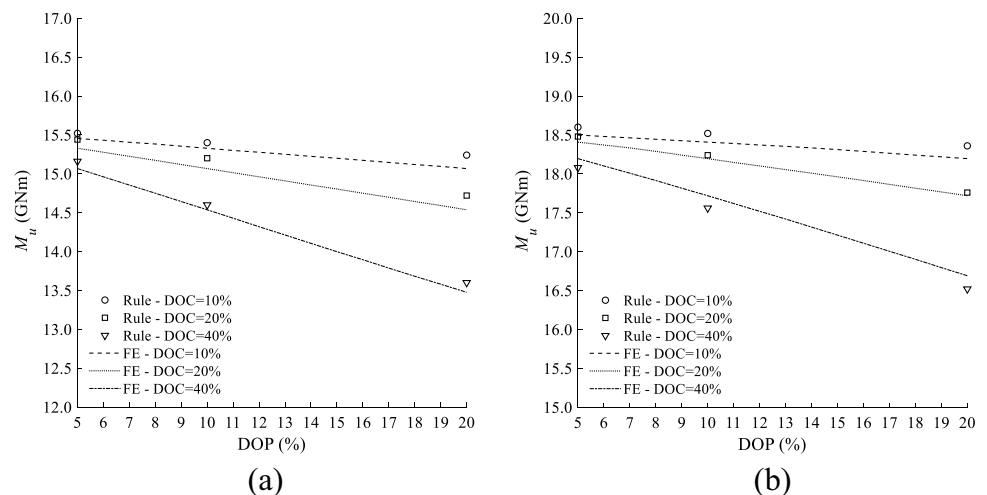 17.0
16.5
16.0
15.5
15.0
14.5
14.0
13.5
13.0
12.5
12.0
M_u (GNm)
Rule - DOC=10%
Rule - DOC=20%
Rule - DOC=40%
FE - DOC=10%
FE - DOC=20%
FE - DOC=40%
5 6 7 8 9 10 11 12 13 14 15 16 17 18 19 20
DOP (%)
(a)
20.0
19.5
19.0
18.5
18.0
17.5
17.0
16.5
16.0
15.5
15.0
M_u (GNm)
Rule - DOC=10%
Rule - DOC=20%
Rule - DOC=40%
FE - DOC=10%
FE - DOC=20%
FE - DOC=40%
5 6 7 8 9 10 11 12 13 14 15 16 17 18 19 20
DOP (%)
(b)